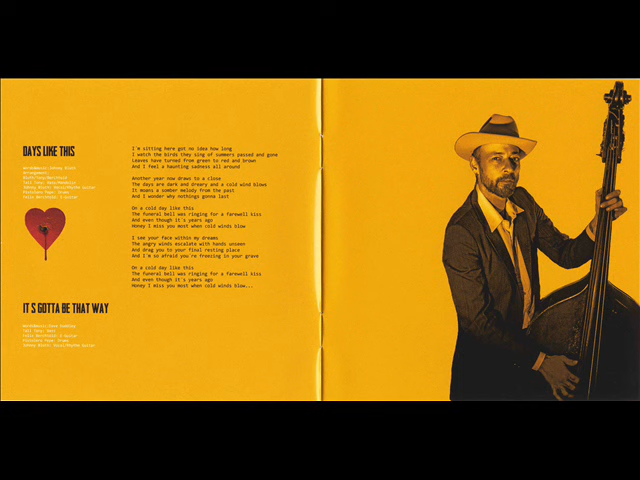 DAYS LIKE THIS
I'm sitting here got no idea how long
I watch the birds they sing of summers passed and gone
Leaves have turned from green to red and brown
And I feel a haunting sadness all around
Another year now draws to a close
The days are dark and dreary and a cold wind blows
It moans a somber melody from the past
And I wonder why nothings gonna last
On a cold day like this
The funeral bell was ringing for a farewell kiss
And even though it's years ago
Honey I miss you most when cold winds blow
I see your face within my dreams
The angry winds escalate with hands unseen
And drag you to your final resting place
And I'm so afraid you're freezing in your grave
On a cold day like this
The funeral bell was ringing for a farewell kiss
And even though it's years ago
Honey I miss you most when cold winds blow...
IT S GOTTA BE THAT WAY